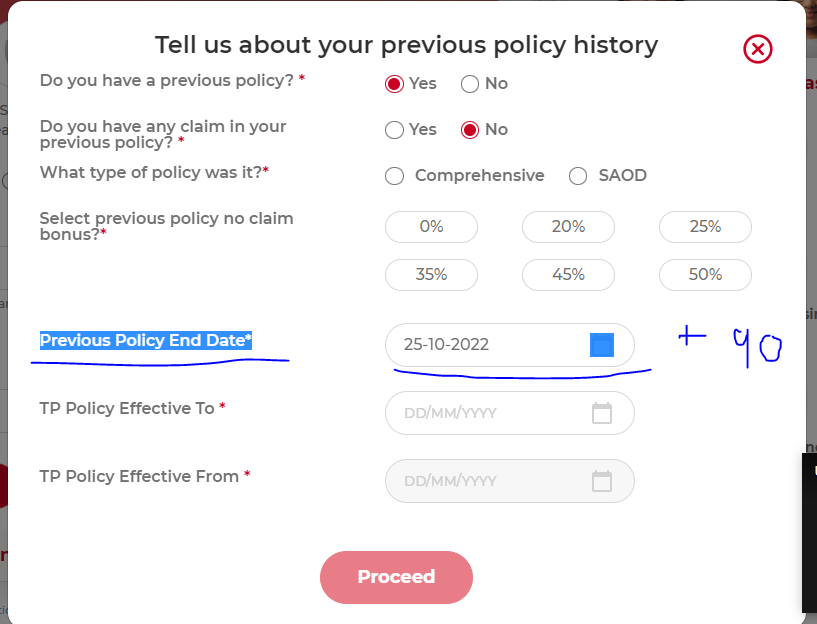 Tell us about your previous policy history
Do you have a previous policy? *
Yes No
Do you have any claim in your
previous policy? *
Yes No
What type of policy was it?*
Comprehensive SAOD
Select previous policy no claim
bonus?*
0% 20% 25%
35% 45% 50%
Previous Policy End Date*
25-10-2022
+ 90
TP Policy Effective To *
DD/MM/YYYY
TP Policy Effective From *
DD/MM/YYYY
Proceed